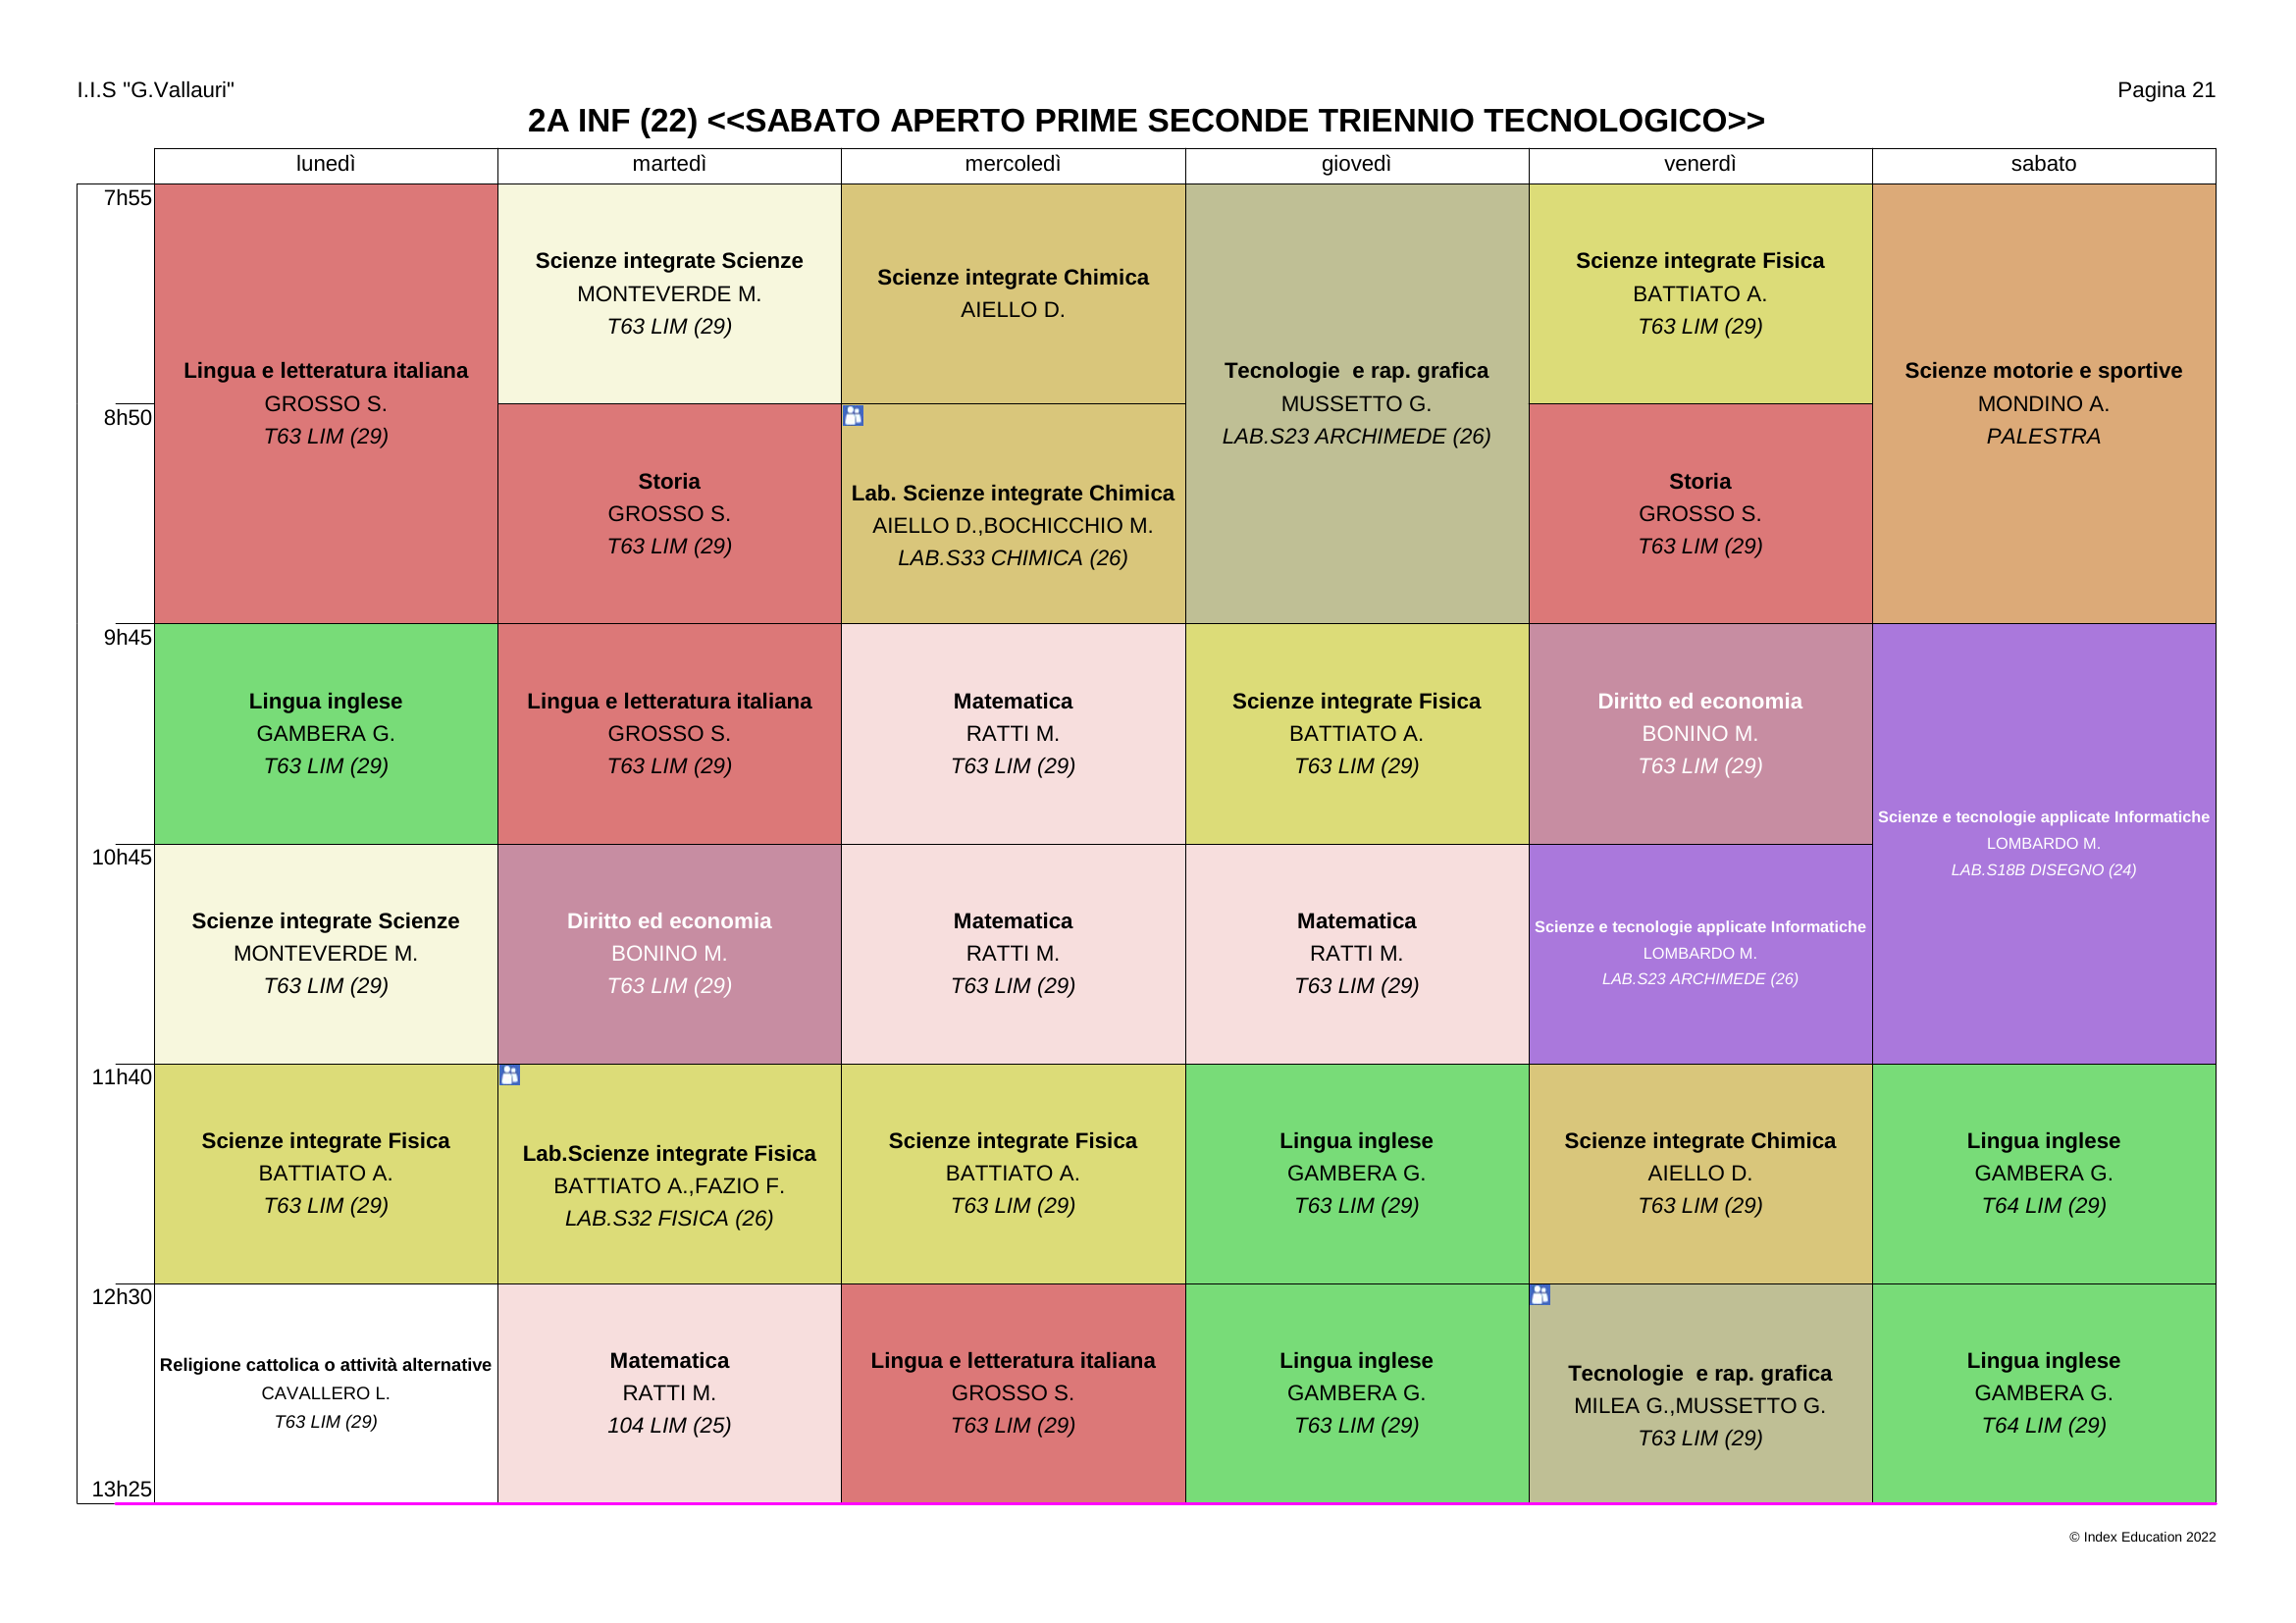 I.I.S "G.Vallauri"
Pagina 21
2A INF (22) <<SABATO APERTO PRIME SECONDE TRIENNIO TECNOLOGICO>>
lunedì
martedì
mercoledì
giovedì
venerdì
sabato
7h55
Lingua e letteratura italiana
GROSSO S.
T63 LIM (29)
Scienze integrate Scienze
MONTEVERDE M.
T63 LIM (29)
Scienze integrate Chimica
AIELLO D.
Tecnologie  e rap. grafica
MUSSETTO G.
LAB.S23 ARCHIMEDE (26)
Scienze integrate Fisica
BATTIATO A.
T63 LIM (29)
Scienze motorie e sportive
MONDINO A.
PALESTRA
8h50
Storia
GROSSO S.
T63 LIM (29)
Lab. Scienze integrate Chimica
AIELLO D.,BOCHICCHIO M.
LAB.S33 CHIMICA (26)
Storia
GROSSO S.
T63 LIM (29)
9h45
Lingua inglese
GAMBERA G.
T63 LIM (29)
Lingua e letteratura italiana
GROSSO S.
T63 LIM (29)
Matematica
RATTI M.
T63 LIM (29)
Scienze integrate Fisica
BATTIATO A.
T63 LIM (29)
Diritto ed economia
BONINO M.
T63 LIM (29)
Scienze e tecnologie applicate Informatiche
LOMBARDO M.
LAB.S18B DISEGNO (24)
10h45
Scienze integrate Scienze
MONTEVERDE M.
T63 LIM (29)
Diritto ed economia
BONINO M.
T63 LIM (29)
Matematica
RATTI M.
T63 LIM (29)
Matematica
RATTI M.
T63 LIM (29)
Scienze e tecnologie applicate Informatiche
LOMBARDO M.
LAB.S23 ARCHIMEDE (26)
11h40
Scienze integrate Fisica
BATTIATO A.
T63 LIM (29)
Lab.Scienze integrate Fisica
BATTIATO A.,FAZIO F.
LAB.S32 FISICA (26)
Scienze integrate Fisica
BATTIATO A.
T63 LIM (29)
Lingua inglese
GAMBERA G.
T63 LIM (29)
Scienze integrate Chimica
AIELLO D.
T63 LIM (29)
Lingua inglese
GAMBERA G.
T64 LIM (29)
12h30
Religione cattolica o attività alternative
CAVALLERO L.
T63 LIM (29)
Matematica
RATTI M.
104 LIM (25)
Lingua e letteratura italiana
GROSSO S.
T63 LIM (29)
Lingua inglese
GAMBERA G.
T63 LIM (29)
Tecnologie  e rap. grafica
MILEA G.,MUSSETTO G.
T63 LIM (29)
Lingua inglese
GAMBERA G.
T64 LIM (29)
13h25
© Index Education 2022